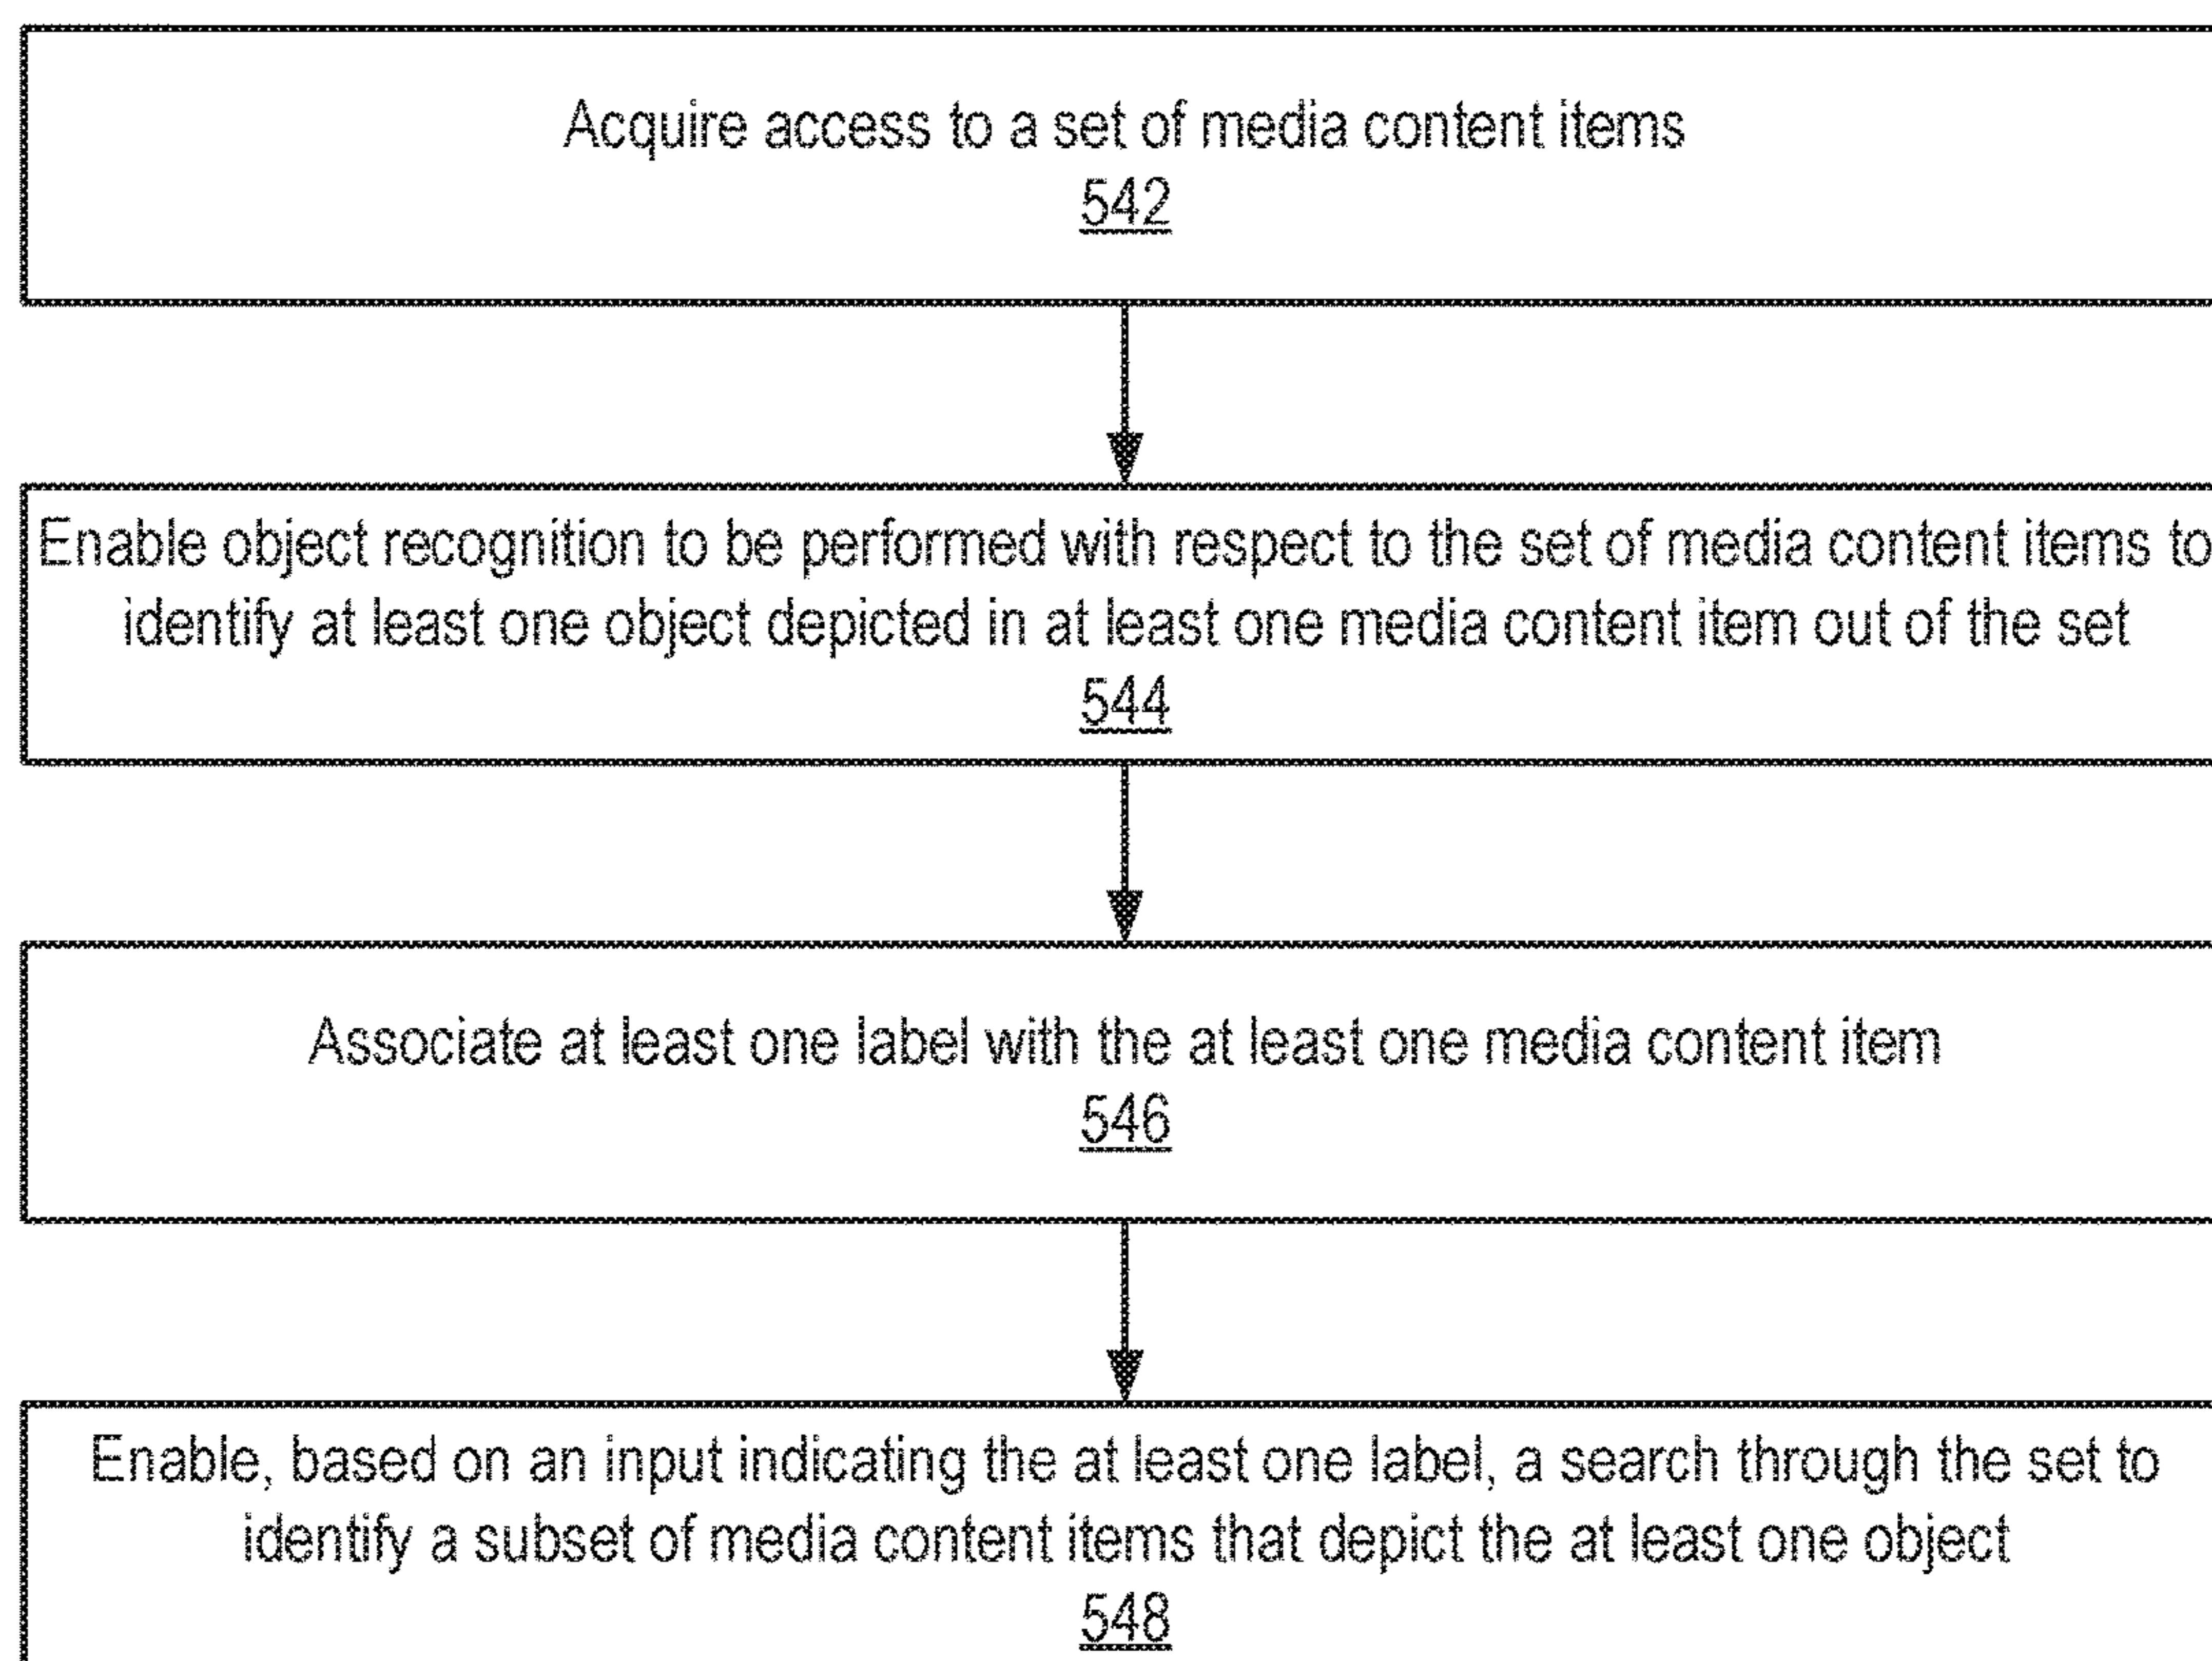 Acquire access to a set of media content items
542
Enable object recognition to be performed with respect to the set of media content items to
identify at least one object depicted in at least one media content item out of the set
544
Associate at least one label with the at least one media content item
546
Enable, based on an input indicating the at least one label, a search through the set to
identify a subset of media content items that depict the at least one object
548